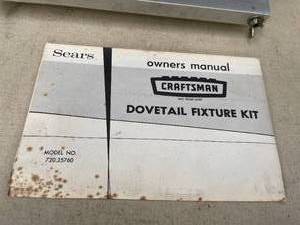 Sears
owners manual
CRAFTSMAN
DOVETAIL FIXTURE KIT
MODEL NO.
720.25760